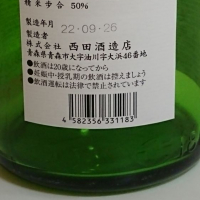 精米歩合 50%
製造年月 22.09.26
製造者
株式会社 西田酒造店
青森県青森市大字油川字大浜46番地
●飲酒は20歳になってから
●妊娠中・授乳期の飲酒は控えましょう
●飲酒運転は法律で禁止されています
4 582356 331183